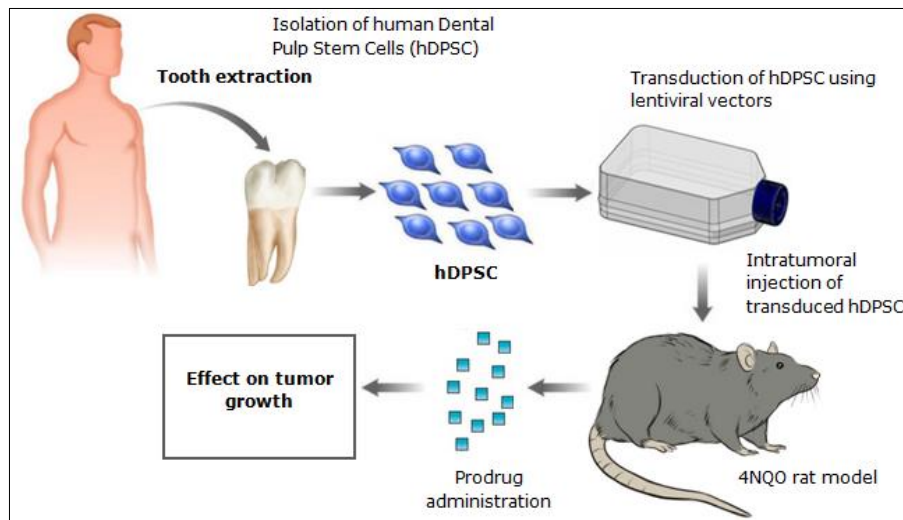 Isolation of human Dental
Pulp Stem Cells (hDPSC)
Tooth extraction
Transduction of hDPSC using
lentiviral vectors
hDPSC
Intratumoral
injection of
transduced hDPSC
4NQO rat model
Prodrug
administration
Effect on tumor
growth